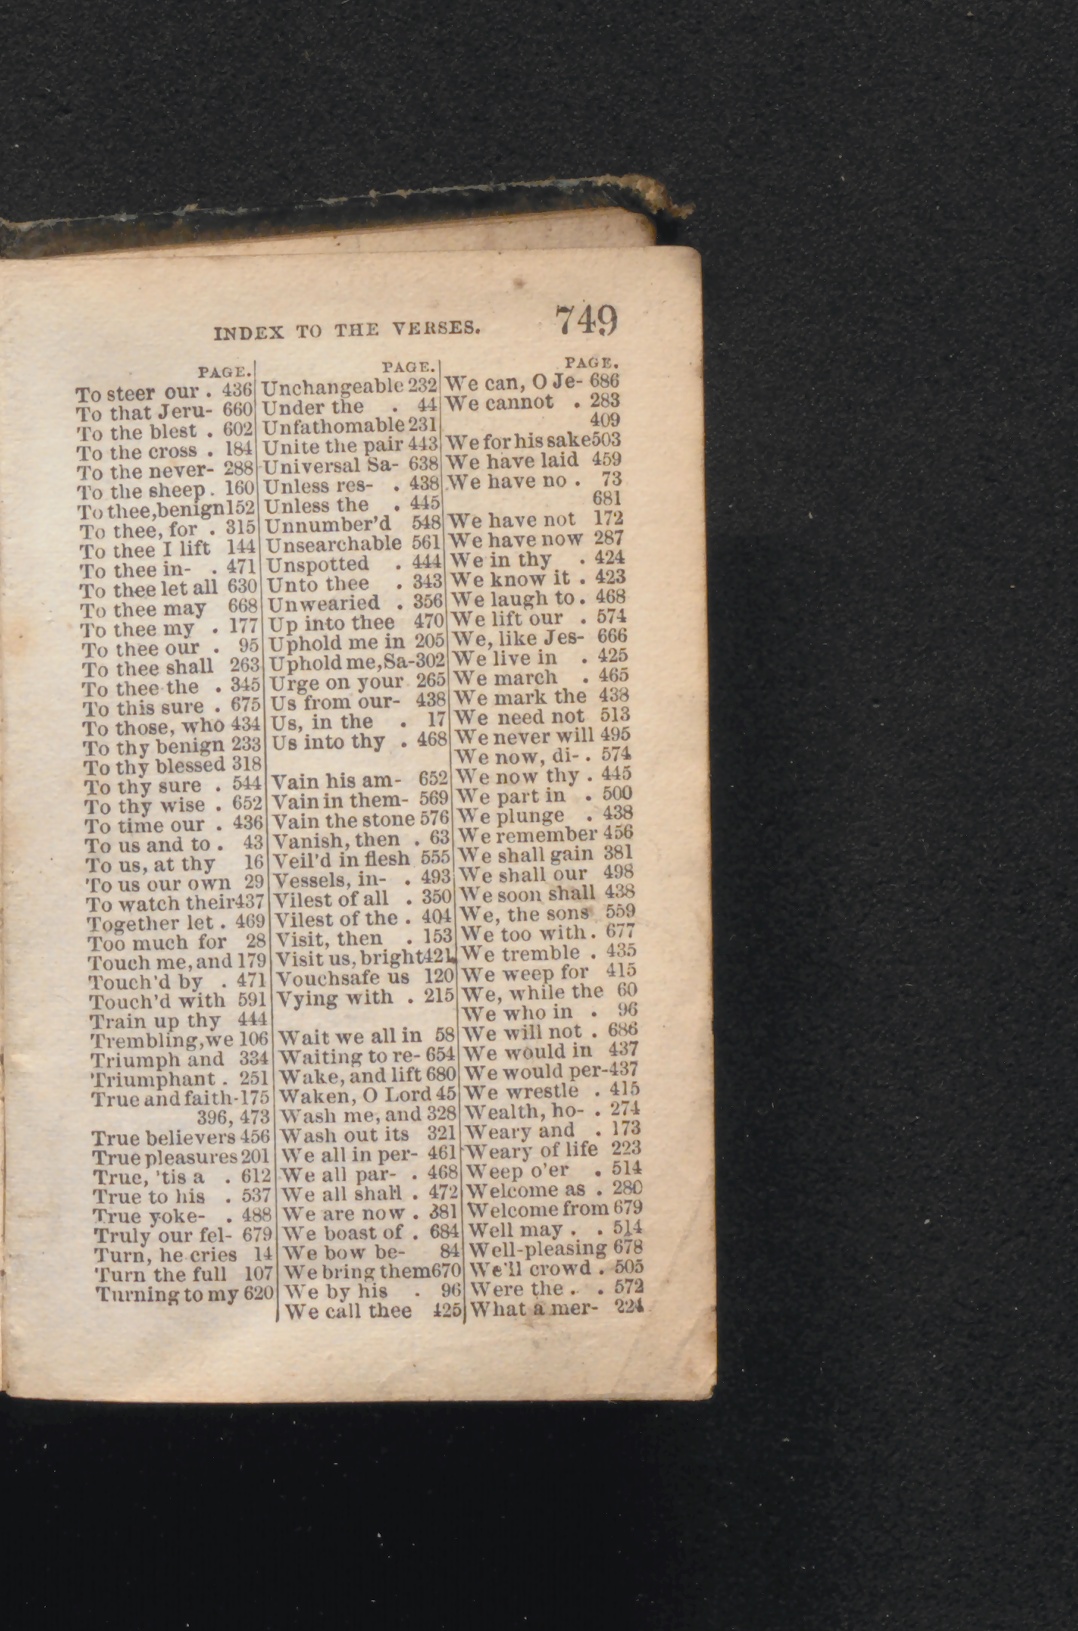 INDEX TO THE VERSES. 749
PAGE.
To steer our . 436
To that Jeru- 660
To the blest . 602
To the cross . 184
To the never- 288
To the sheep . 160
To thee, benign 152
To thee, for . 315
To thee I lift 144
To thee in- . 471
To thee let all 630
To thee may 668
To thee my . 177
To thee our . 95
To thee shall 263
To thee the . 345
To this sure . 675
To those, who 434
To thy benign 233
To thy blessed 318
To thy sure . 544
To thy wise . 652
To time our . 436
To us and to . 43
To us, at thy 16
To us our own 29
To watch their 437
Together let . 469
Too much for 28
Touch me, and 179
Touch'd by . 471
Touch'd with 591
Train up thy 444
Trembling, we 106
Triumph and 334
Triumphant . 251
True and faith- 175
396, 473
True believers 456
True pleasures 201
True, 'tis a . 612
True to his . 537
True yoke- . 488
Truly our fel- 679
Turn, he cries 14
Turn the full 107
Turning to my 620
PAGE.
Unchangeable 232
Under the . 44
Unfathomable 231
Unite the pair 443
Universal Sa- 638
Unless res- . 438
Unless the . 445
Unnumber'd 548
Unsearchable 561
Unspotted . 444
Unto thee . 343
Unwearied . 356
Up into thee 470
Uphold me in 205
Uphold me, Sa- 302
Urge on your 265
Us from our- 438
Us, in the . 17
Us into thy . 468
Vain his am- 652
Vain in them- 569
Vain the stone 576
Vanish, then . 63
Veil'd in flesh 555
Vessels, in- . 493
Vilest of all . 350
Vilest of the . 404
Visit, then . 153
Visit us, bright 421
Vouchsafe us 120
Vying with . 215
Wait we all in 58
Waiting to re- 654
Wake, and lift 680
Waken, O Lord 45
Wash me, and 328
Wash out its 321
We all in per- 461
We all par- . 468
We all shall . 472
We are now . 381
We boast of . 684
We bow be- 84
We bring them 670
We by his . 96
We call thee 425
PAGE.
We can, O Je- 686
We cannot . 283
409
We for his sake 503
We have laid 459
We have no . 73
681
We have not 172
We have now 287
We in thy . 424
We know it . 423
We laugh to . 468
We lift our . 574
We, like Jes- 666
We live in . 425
We march . 465
We mark the 438
We need not 513
We never will 495
We now, di- . 574
We now thy . 445
We part in . 500
We plunge . 438
We remember 456
We shall gain 381
We shall our 498
We soon shall 438
We, the sons 559
We too with . 677
We tremble . 435
We weep for 415
We, while the 60
We who in . 96
We will not . 686
We would in 437
We would per- 437
We wrestle . 415
Wealth, ho- . 274
Weary and . 173
Weary of life 223
Weep o'er . 514
Welcome as . 280
Welcome from 679
Well may . . 514
Well-pleasing 678
We'll crowd . 505
Were the . . 572
What a mer- 224